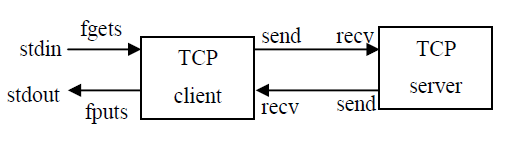 fgets
stdin
send
recv
TCP
client
TCP
server
stdout
fputs
recv
send